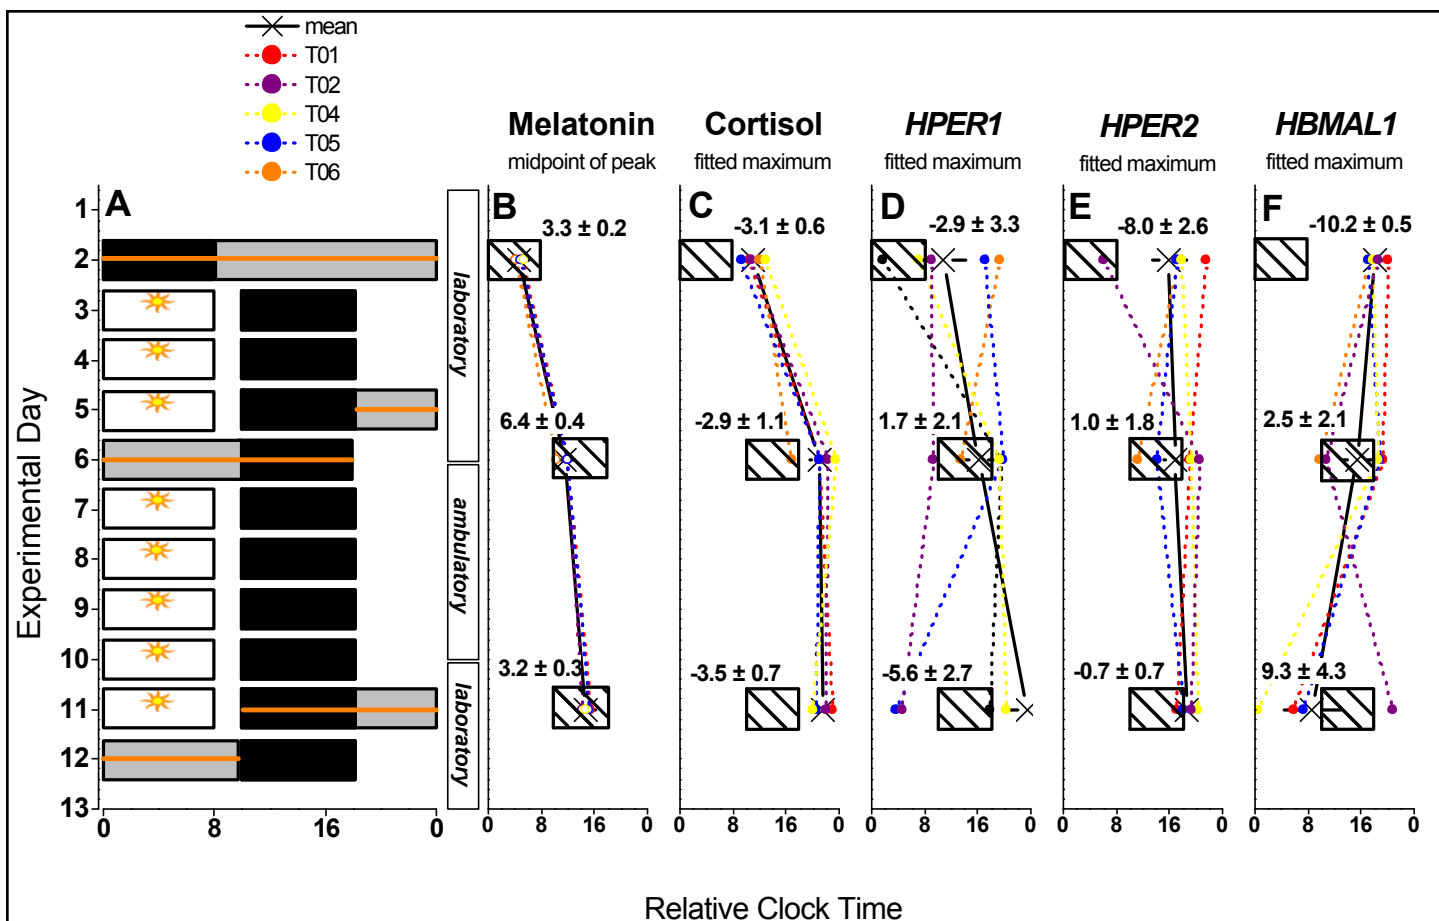 mean
T01
T02
T04
T05
T06
Melatonin
midpoint of peak
Cortisol
fitted maximum
HPER1
fitted maximum
HPER2
fitted maximum
HBMAL1
fitted maximum
A
B
C
D
E
F
3.3 ± 0.2
-3.1 ± 0.6
-2.9 ± 3.3
-8.0 ± 2.6
-10.2 ± 0.5
6.4 ± 0.4
-2.9 ± 1.1
1.7 ± 2.1
1.0 ± 1.8
2.5 ± 2.1
3.2 ± 0.3
-3.5 ± 0.7
-5.6 ± 2.7
-0.7 ± 0.7
9.3 ± 4.3
Experimental Day
1
2
3
4
5
6
7
8
9
10
11
12
13
laboratory
ambulatory
laboratory
0 8 16 0
0 8 16 0
0 8 16 0
0 8 16 0
0 8 16 0
0 8 16 0
Relative Clock Time